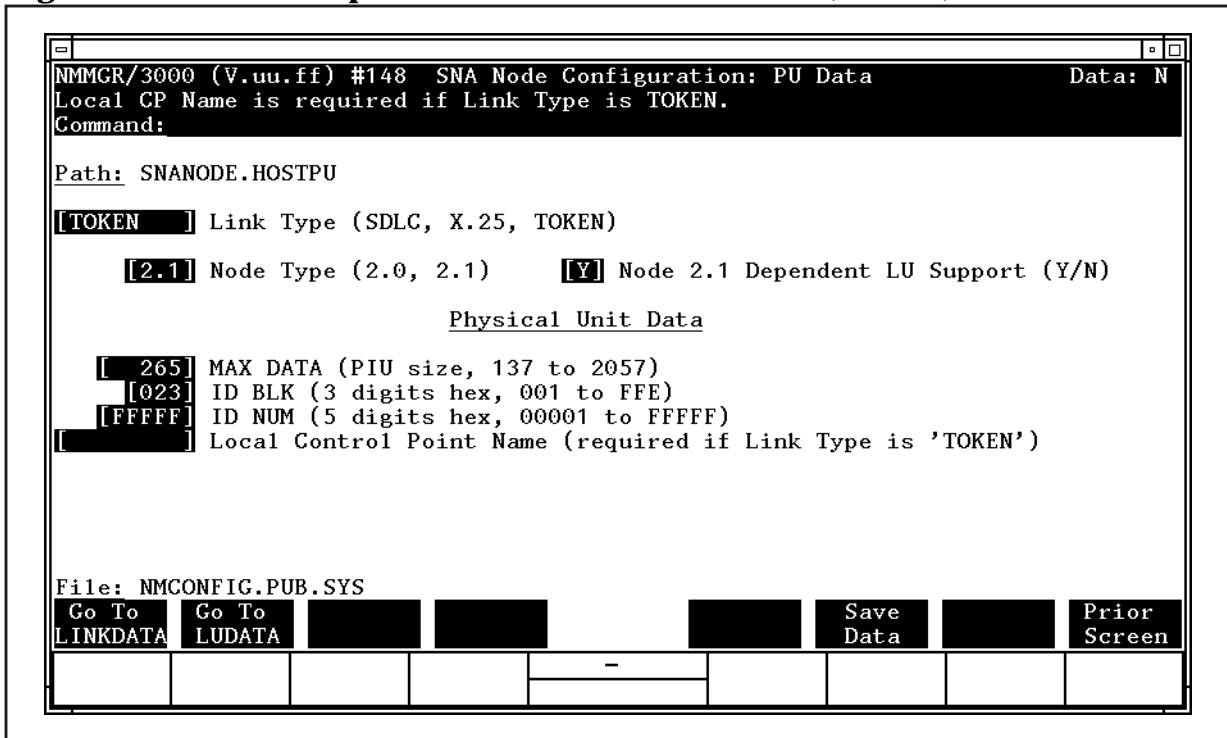 NMMGR/3000 (V.uu.ff) #148 SNA Node Configuration: PU Data Data: N
Local CP Name is required if Link Type is TOKEN.
Command:
Path: SNANODE.HOSTPU
[TOKEN ] Link Type (SDLC, X.25, TOKEN)
[2.1] Node Type (2.0, 2.1) [Y] Node 2.1 Dependent LU Support (Y/N)
Physical Unit Data
[ 265] MAX DATA (PIU size, 137 to 2057)
[023] ID BLK (3 digits hex, 001 to FFE)
[FFFFF] ID NUM (5 digits hex, 00001 to FFFFF)
[ ] Local Control Point Name (required if Link Type is 'TOKEN')
File: NMCONFIG.PUB.SYS
Go To Go To Save Prior
LINKDATA LUDATA Data Screen